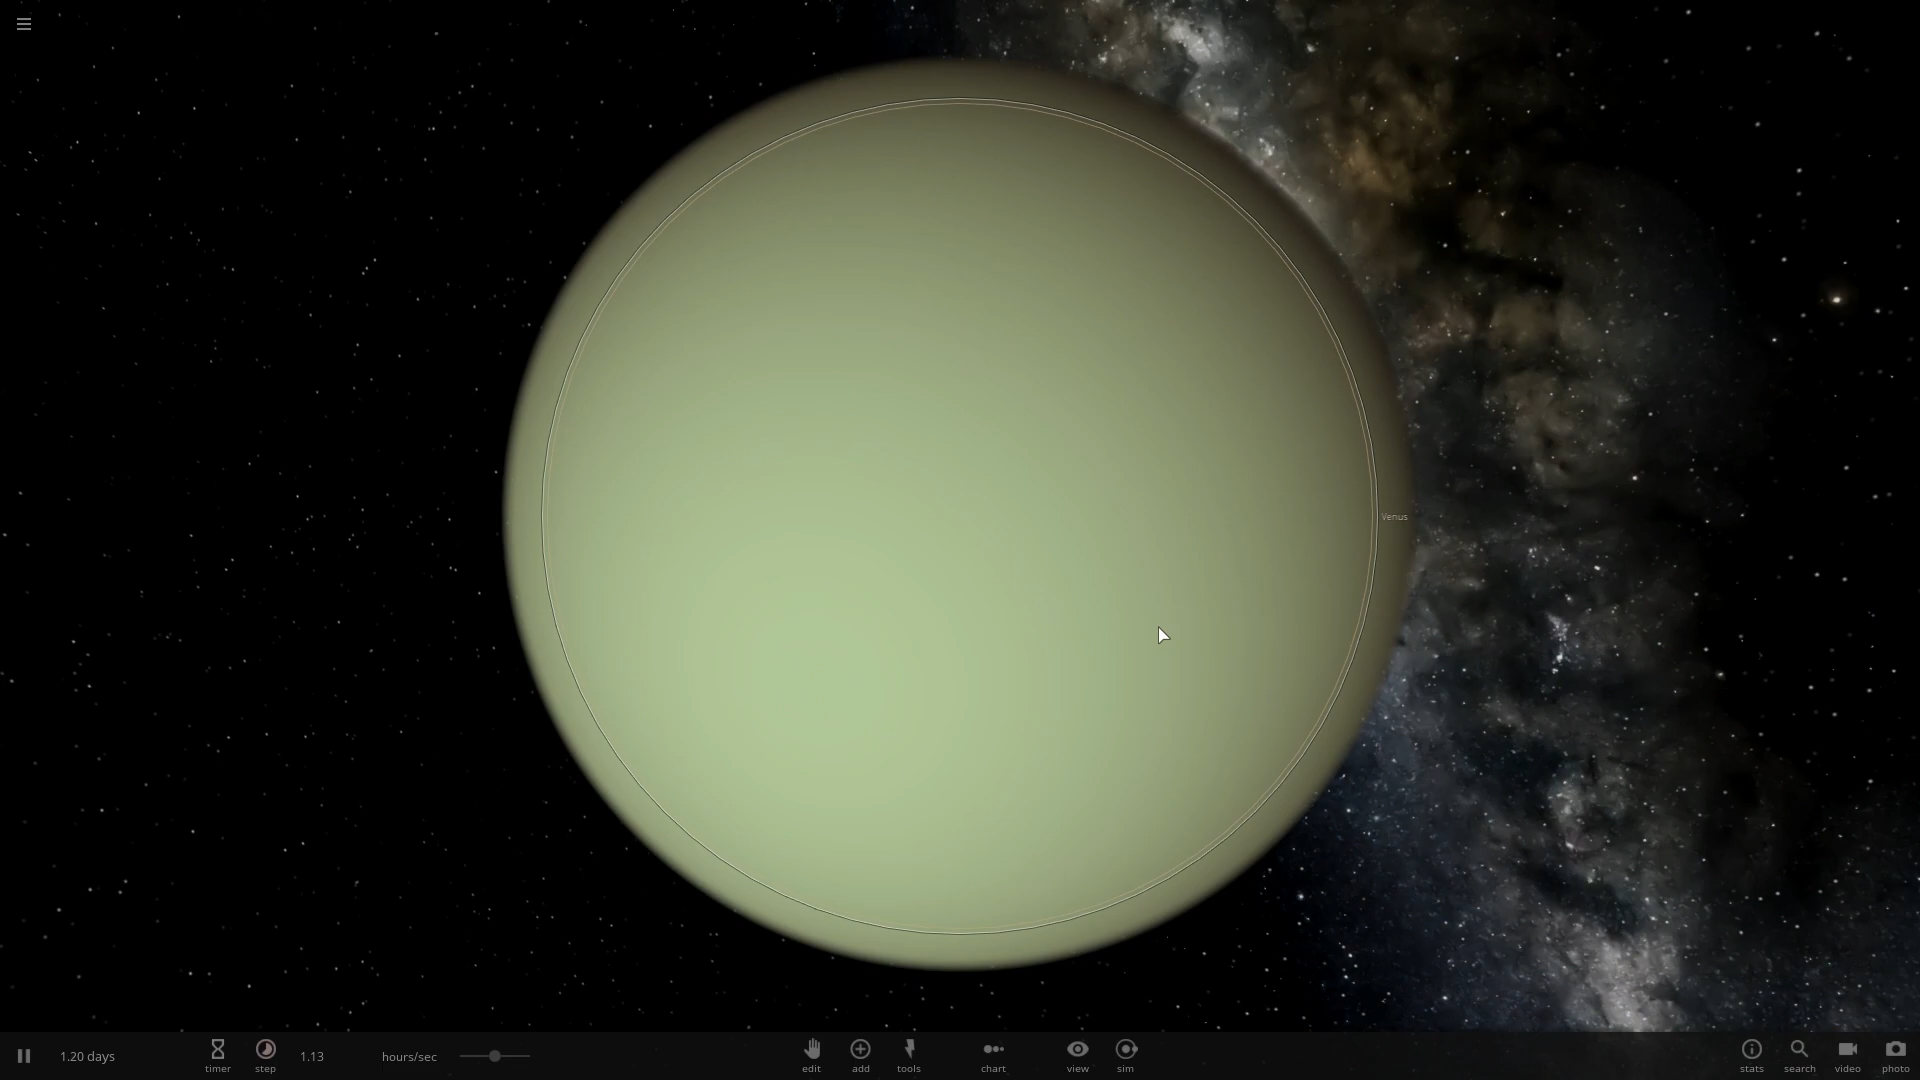 Venus
1.20 days
timer
step
1.13
hours/sec
edit
add
tools
chart
view
sim
stats
search
video
photo